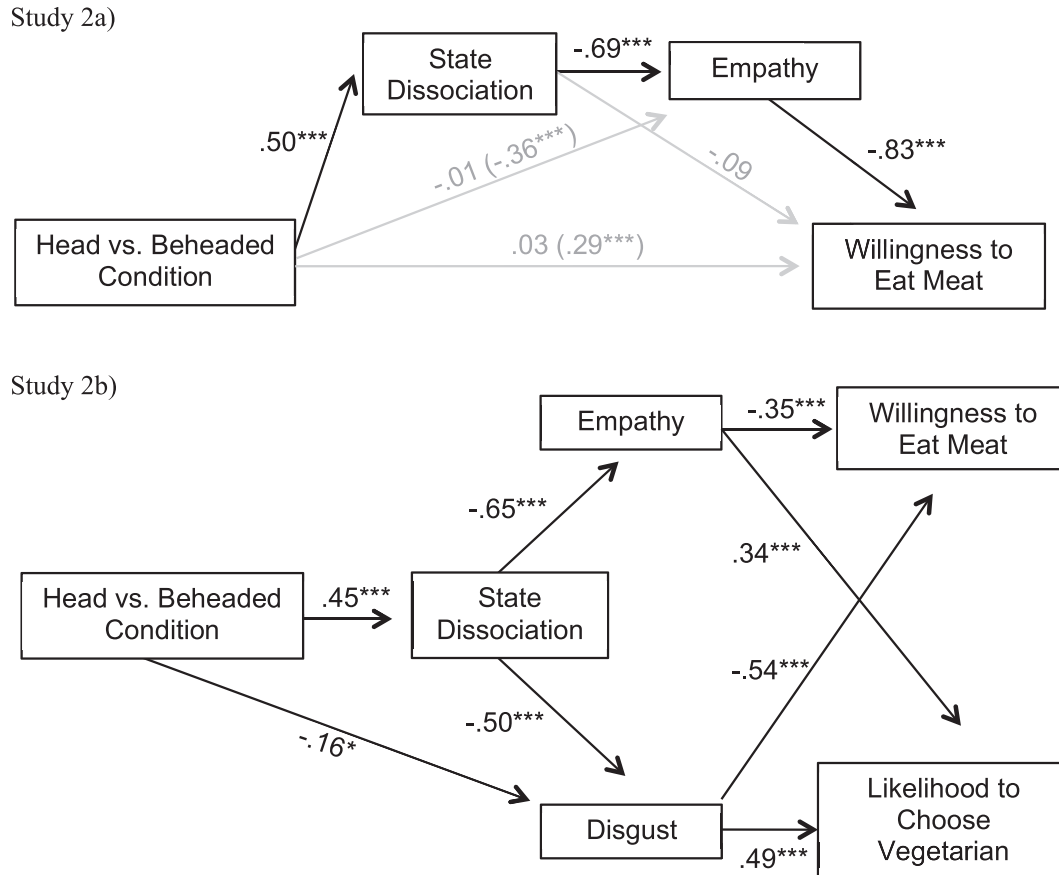 Study 2a)
State
Dissociation
-.69***
Empathy
.50***
-.01 (-.36***)
-.09
-.83***
Head vs. Beheaded
Condition
.03 (.29***)
Willingness to
Eat Meat
Study 2b)
Empathy
-.35***
Willingness to
Eat Meat
-.65***
.34***
Head vs. Beheaded
Condition
.45***
State
Dissociation
-.54***
-.50***
-.16*
Disgust
.49***
Likelihood to
Choose
Vegetarian